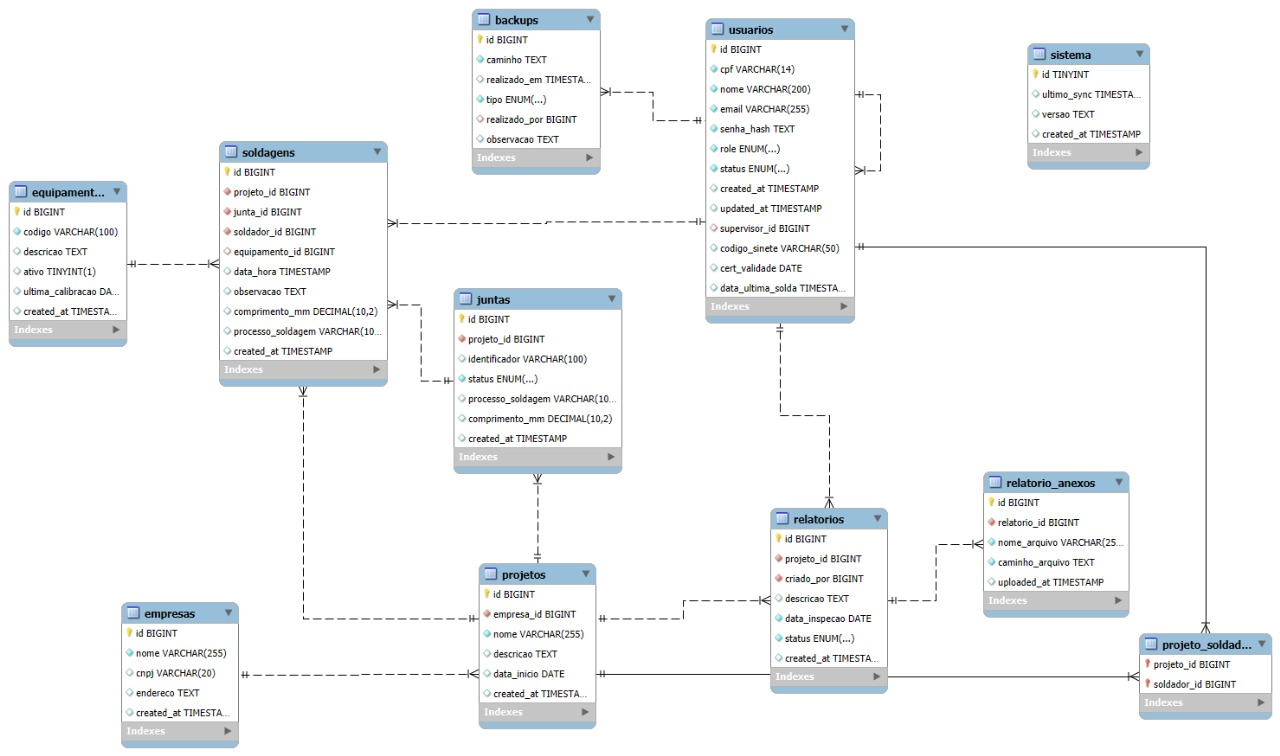 backups
id BIGINT
caminho TEXT
realizado_em TIMESTA...
tipo ENUM(...)
realizado_por BIGINT
observacao TEXT
Indexes
usuarios
id BIGINT
cpf VARCHAR(14)
nome VARCHAR(200)
email VARCHAR(255)
senha_hash TEXT
role ENUM(...)
status ENUM(...)
created_at TIMESTAMP
updated_at TIMESTAMP
supervisor_id BIGINT
codigo_sinete VARCHAR(50)
cert_validade DATE
data_ultima_solda TIMESTA...
Indexes
sistema
id TINYINT
ultimo_sync TIMESTA...
versao TEXT
created_at TIMESTAMP
Indexes
soldagens
id BIGINT
projeto_id BIGINT
junta_id BIGINT
soldador_id BIGINT
equipamento_id BIGINT
data_hora TIMESTAMP
observacao TEXT
comprimento_mm DECIMAL(10,2)
processo_soldagem VARCHAR(10...
created_at TIMESTAMP
Indexes
equipament...
id BIGINT
codigo VARCHAR(100)
descricao TEXT
ativo TINYINT(1)
ultima_calibracao DA...
created_at TIMESTA...
Indexes
juntas
id BIGINT
projeto_id BIGINT
identificador VARCHAR(100)
status ENUM(...)
processo_soldagem VARCHAR(10...
comprimento_mm DECIMAL(10,2)
created_at TIMESTAMP
Indexes
relatorio_anexos
id BIGINT
relatorio_id BIGINT
nome_arquivo VARCHAR(25...
caminho_arquivo TEXT
uploaded_at TIMESTAMP
Indexes
relatorios
id BIGINT
projeto_id BIGINT
criado_por BIGINT
descricao TEXT
data_inspecao DATE
status ENUM(...)
created_at TIMESTA...
Indexes
projetos
id BIGINT
empresa_id BIGINT
nome VARCHAR(255)
descricao TEXT
data_inicio DATE
created_at TIMESTA...
Indexes
empresas
id BIGINT
nome VARCHAR(255)
cnpj VARCHAR(20)
endereco TEXT
created_at TIMESTA...
Indexes
projeto_soldad...
projeto_id BIGINT
soldador_id BIGINT
Indexes